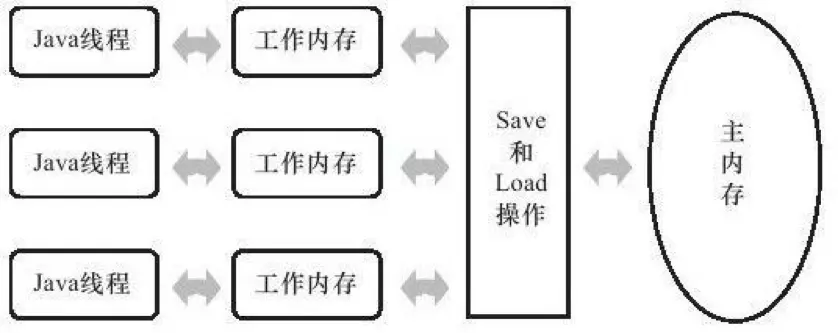 Java线程
工作内存
Java线程
工作内存
Java线程
工作内存
Save
和
Load
操作
主
内
存